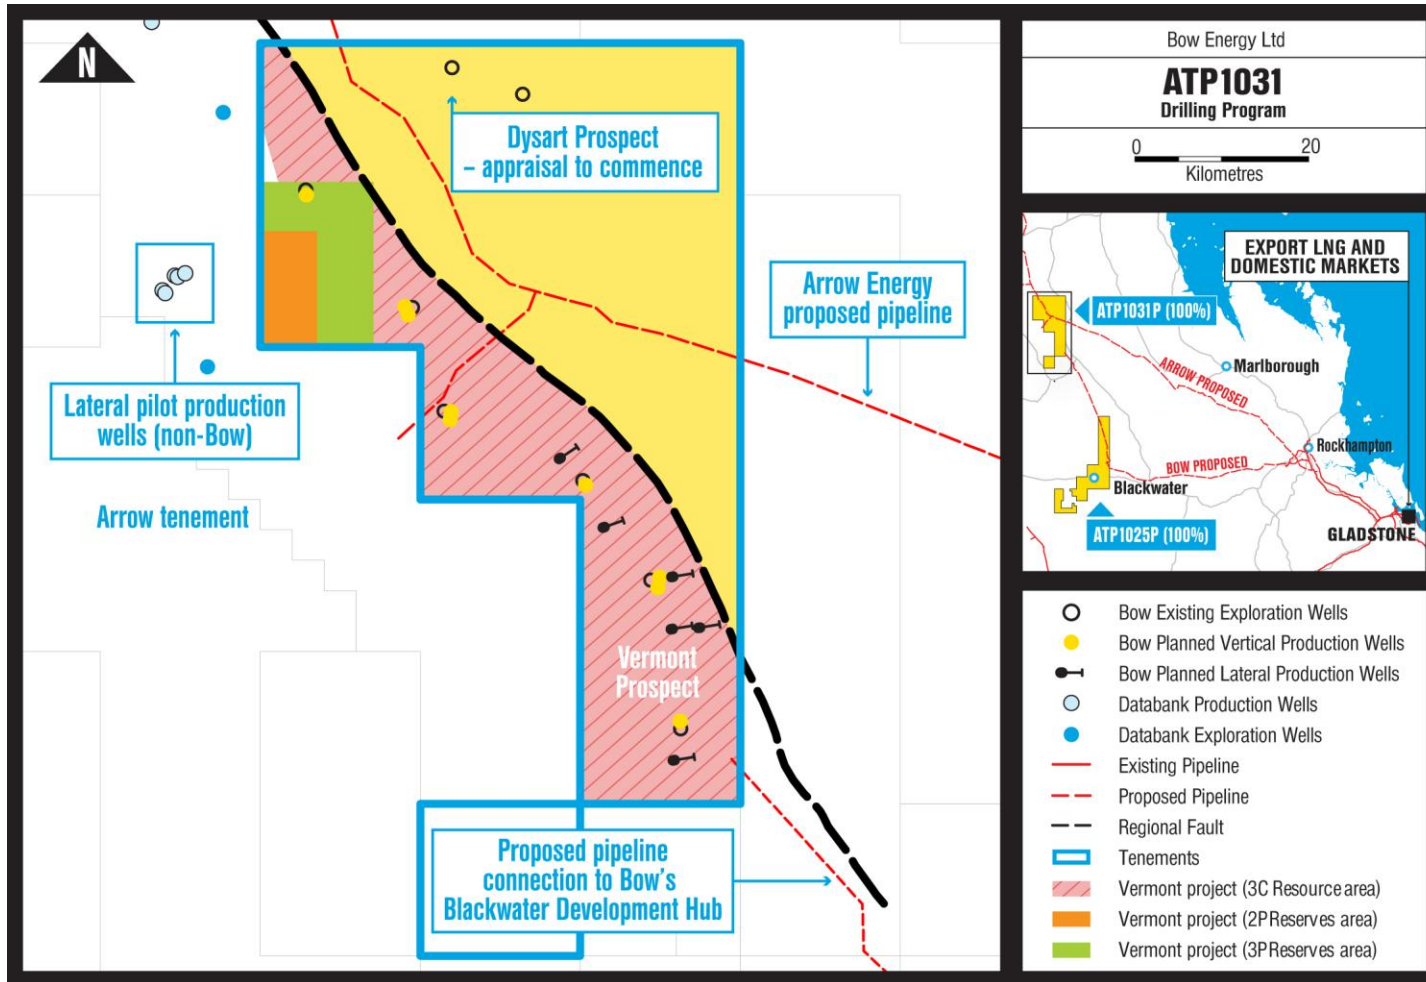 N
Dysart Prospect
– appraisal to commence
Arrow Energy
proposed pipeline
Lateral pilot production
wells (non-Bow)
Arrow tenement
Vermont
Prospect
Proposed pipeline
connection to Bow's
Blackwater Development Hub
Bow Energy Ltd
ATP1031
Drilling Program
0 20
Kilometres
EXPORT LNG AND
DOMESTIC MARKETS
ATP1031P (100%)
Marlborough
ARROW PROPOSED
Rockhampton
BOW PROPOSED
Blackwater
ATP1025P (100%)
GLADSTONE
Bow Existing Exploration Wells
Bow Planned Vertical Production Wells
Bow Planned Lateral Production Wells
Databank Production Wells
Databank Exploration Wells
Existing Pipeline
Proposed Pipeline
Regional Fault
Tenements
Vermont project (3C Resource area)
Vermont project (2P Reserves area)
Vermont project (3P Reserves area)